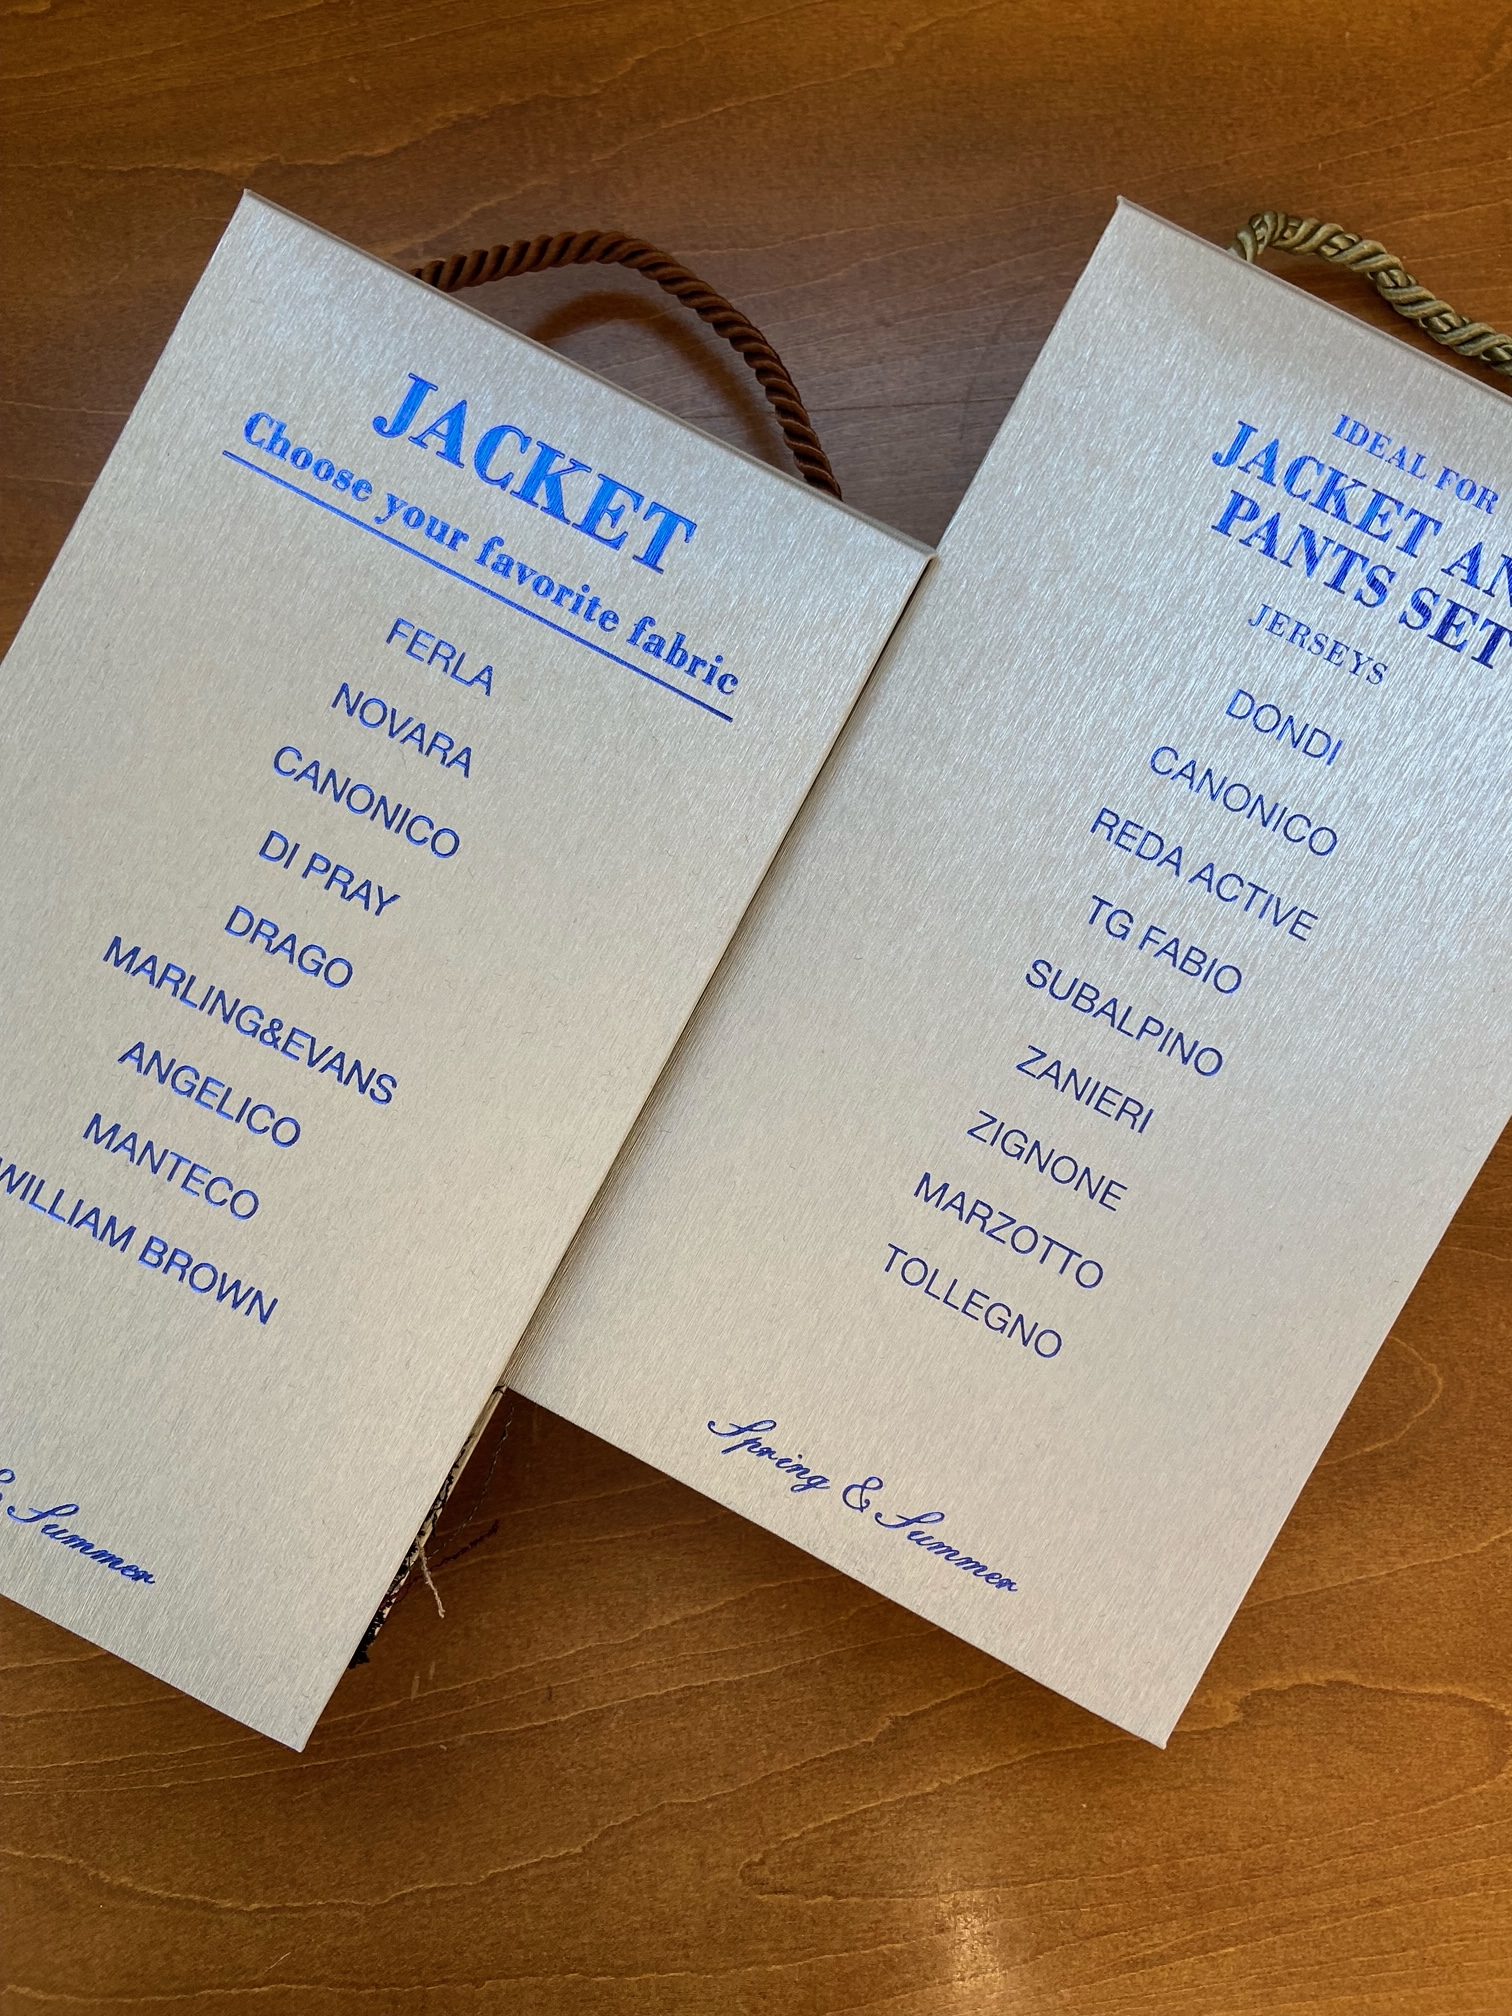 JACKET
Choose your favorite fabric
FERLA
NOVARA
CANONICO
DI PRAY
DRAGO
MARLING&EVANS
ANGELICO
MANTECO
WILLIAM BROWN
& Summer
IDEAL FOR
JACKET AN
PANTS SET
JERSEYS
DONDI
CANONICO
REDA ACTIVE
TG FABIO
SUBALPINO
ZANIERI
ZIGNONE
MARZOTTO
TOLLEGNO
Spring & Summer